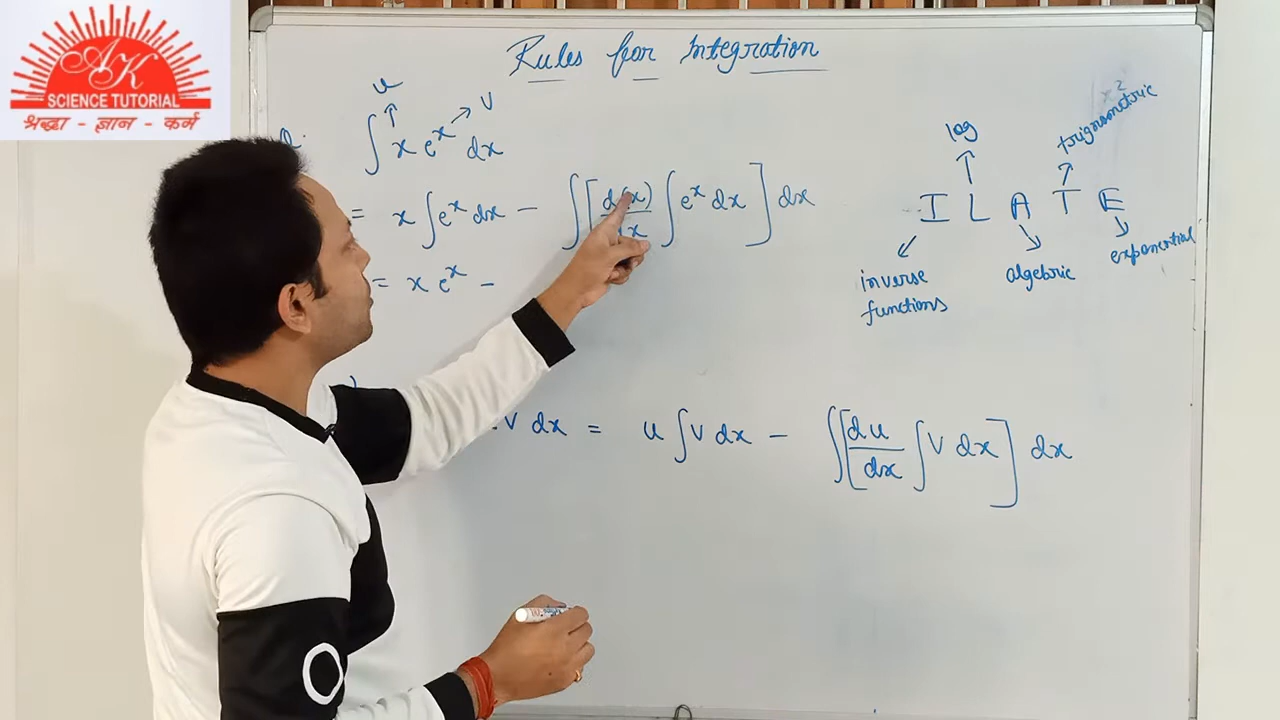 AK
SCIENCE TUTORIAL
श्रद्धा - ज्ञान - कर्म
Rules for Integration
u
v
∫ x eˣ dx
= x ∫ eˣ dx - ∫ [ d(x)/dx ∫ eˣ dx ] dx
= x eˣ -
v dx = u ∫ v dx - ∫ [ du/dx ∫ v dx ] dx
log
trigonometric
I L A T E
inverse
functions
algebric
exponential